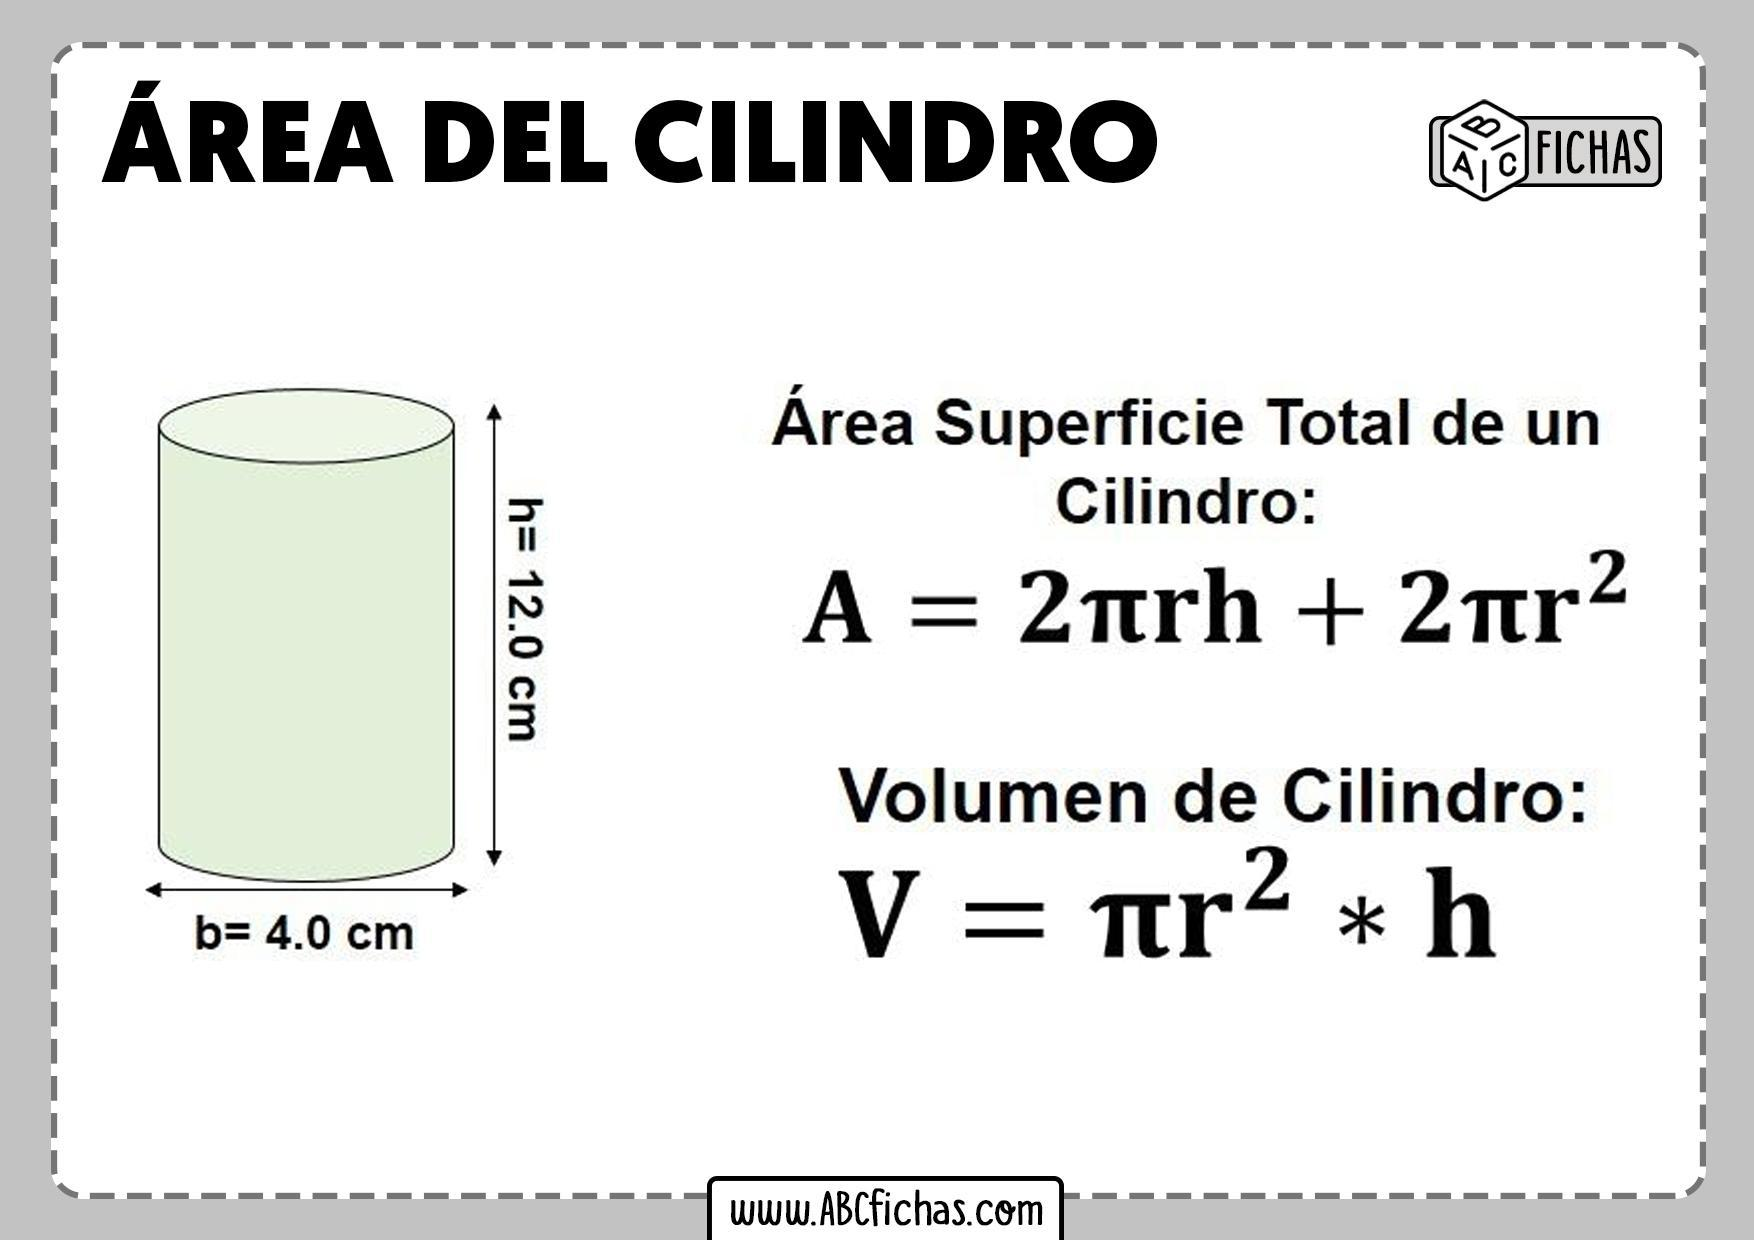 ÁREA DEL CILINDRO
ABC FICHAS
h= 12.0 cm
b= 4.0 cm
Área Superficie Total de un
Cilindro:
A = 2πrh + 2πr²
Volumen de Cilindro:
V = πr² * h
www.ABCfichas.com